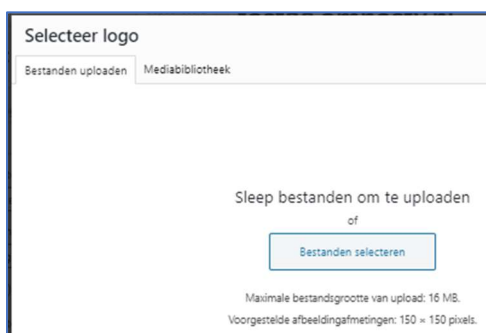 Selecteer logo
Bestanden uploaden Mediabibliotheek
Sleep bestanden om te uploaden
of
Bestanden selecteren
Maximale bestandsgrootte van upload: 16 MB.
Voorgestelde afbeeldingafmetingen: 150 × 150 pixels.